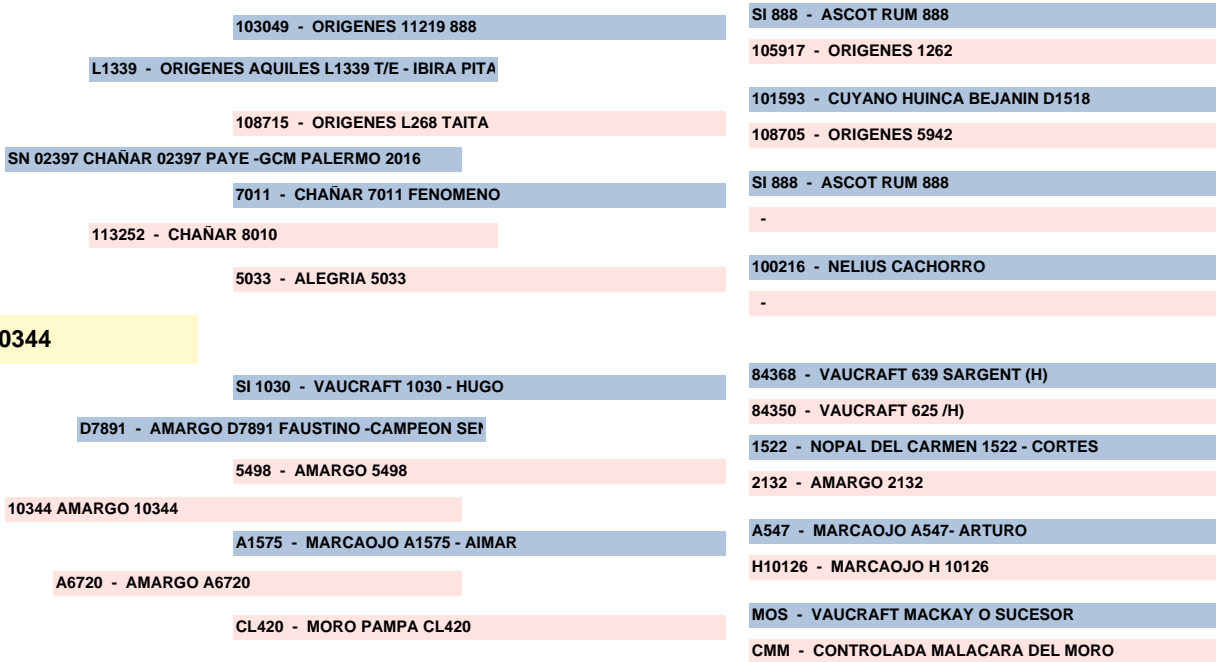 SI 888 - ASCOT RUM 888
103049 - ORIGENES 11219 888
105917 - ORIGENES 1262
L1339 - ORIGENES AQUILES L1339 T/E - IBIRA PITA
101593 - CUYANO HUINCA BEJANIN D1518
108715 - ORIGENES L268 TAITA
108705 - ORIGENES 5942
SN 02397 CHAÑAR 02397 PAYE -GCM PALERMO 2016
SI 888 - ASCOT RUM 888
7011 - CHAÑAR 7011 FENOMENO
-
113252 - CHAÑAR 8010
100216 - NELIUS CACHORRO
5033 - ALEGRIA 5033
-
0344
84368 - VAUCRAFT 639 SARGENT (H)
SI 1030 - VAUCRAFT 1030 - HUGO
84350 - VAUCRAFT 625 /H)
D7891 - AMARGO D7891 FAUSTINO -CAMPEON
1522 - NOPAL DEL CARMEN 1522 - CORTES
5498 - AMARGO 5498
2132 - AMARGO 2132
10344 AMARGO 10344
A547 - MARCAOJO A547- ARTURO
A1575 - MARCAOJO A1575 - AIMAR
H10126 - MARCAOJO H 10126
A6720 - AMARGO A6720
MOS - VAUCRAFT MACKAY O SUCESOR
CL420 - MORO PAMPA CL420
CMM - CONTROLADA MALACARA DEL MORO